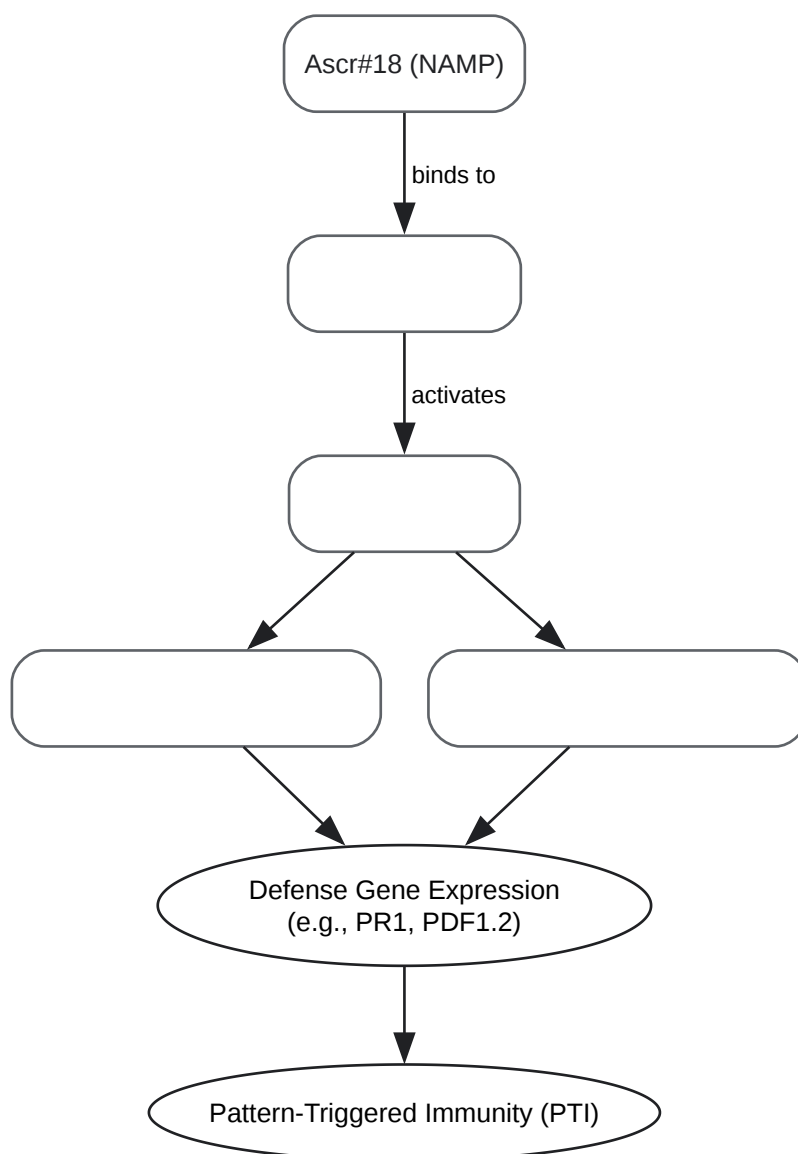 Ascr#18 (NAMP)
binds to
activates
Defense Gene Expression
(e.g., PR1, PDF1.2)
Pattern-Triggered Immunity (PTI)